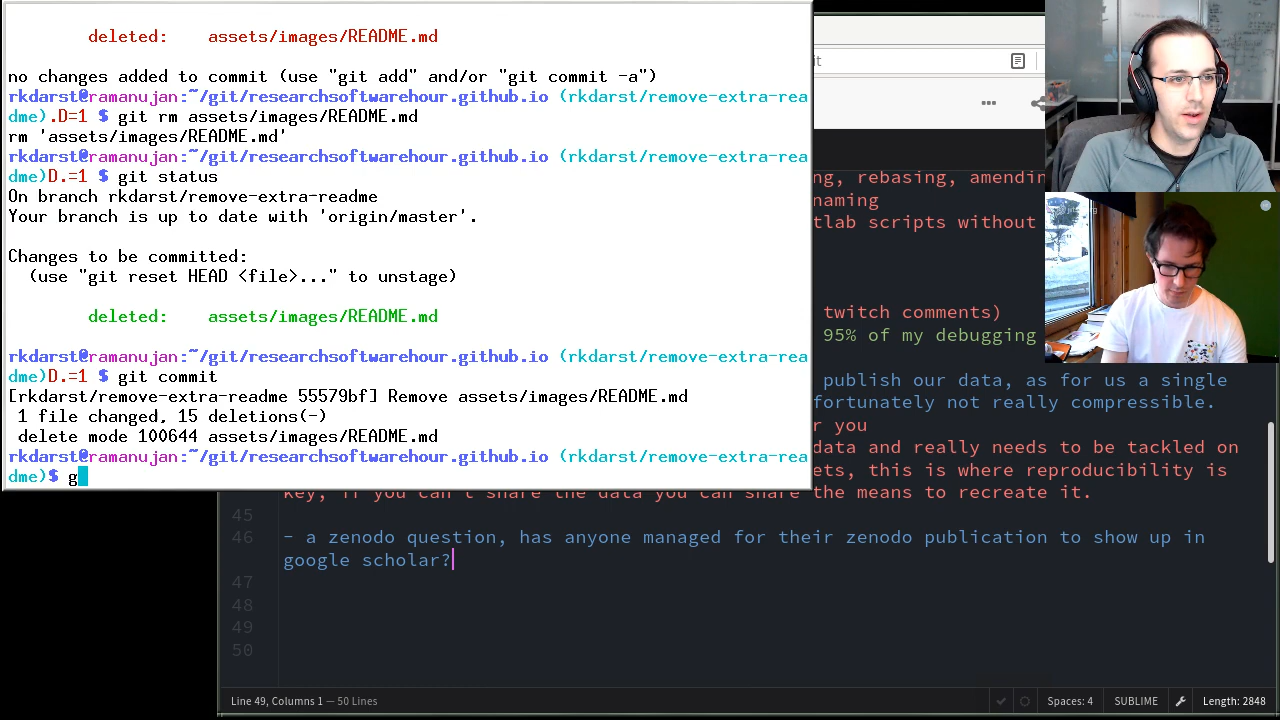 deleted:    assets/images/README.md
no changes added to commit (use "git add" and/or "git commit -a")
rkdarst@ramanujan:~/git/researchsoftwarehour.github.io (rkdarst/remove-extra-rea
dme).D=1 $ git rm assets/images/README.md
rm 'assets/images/README.md'
rkdarst@ramanujan:~/git/researchsoftwarehour.github.io (rkdarst/remove-extra-rea
dme)D.=1 $ git status
On branch rkdarst/remove-extra-readme
Your branch is up to date with 'origin/master'.
Changes to be committed:
  (use "git reset HEAD <file>..." to unstage)
deleted:    assets/images/README.md
rkdarst@ramanujan:~/git/researchsoftwarehour.github.io (rkdarst/remove-extra-rea
dme)D.=1 $ git commit
[rkdarst/remove-extra-readme 55579bf] Remove assets/images/README.md
 1 file changed, 15 deletions(-)
 delete mode 100644 assets/images/README.md
rkdarst@ramanujan:~/git/researchsoftwarehour.github.io (rkdarst/remove-extra-rea
dme)$ g
it
ng, rebasing, amendin
naming
tlab scripts without
twitch comments)
95% of my debugging
publish our data, as for us a single
fortunately not really compressible.
r you
data and really needs to be tackled on
ets, this is where reproducibility is
key, if you can't share the data you can share the means to recreate it.
45
46 - a zenodo question, has anyone managed for their zenodo publication to show up in
google scholar?
47
48
49
50
Line 49, Columns 1 — 50 Lines
Spaces: 4
SUBLIME
Length: 2848